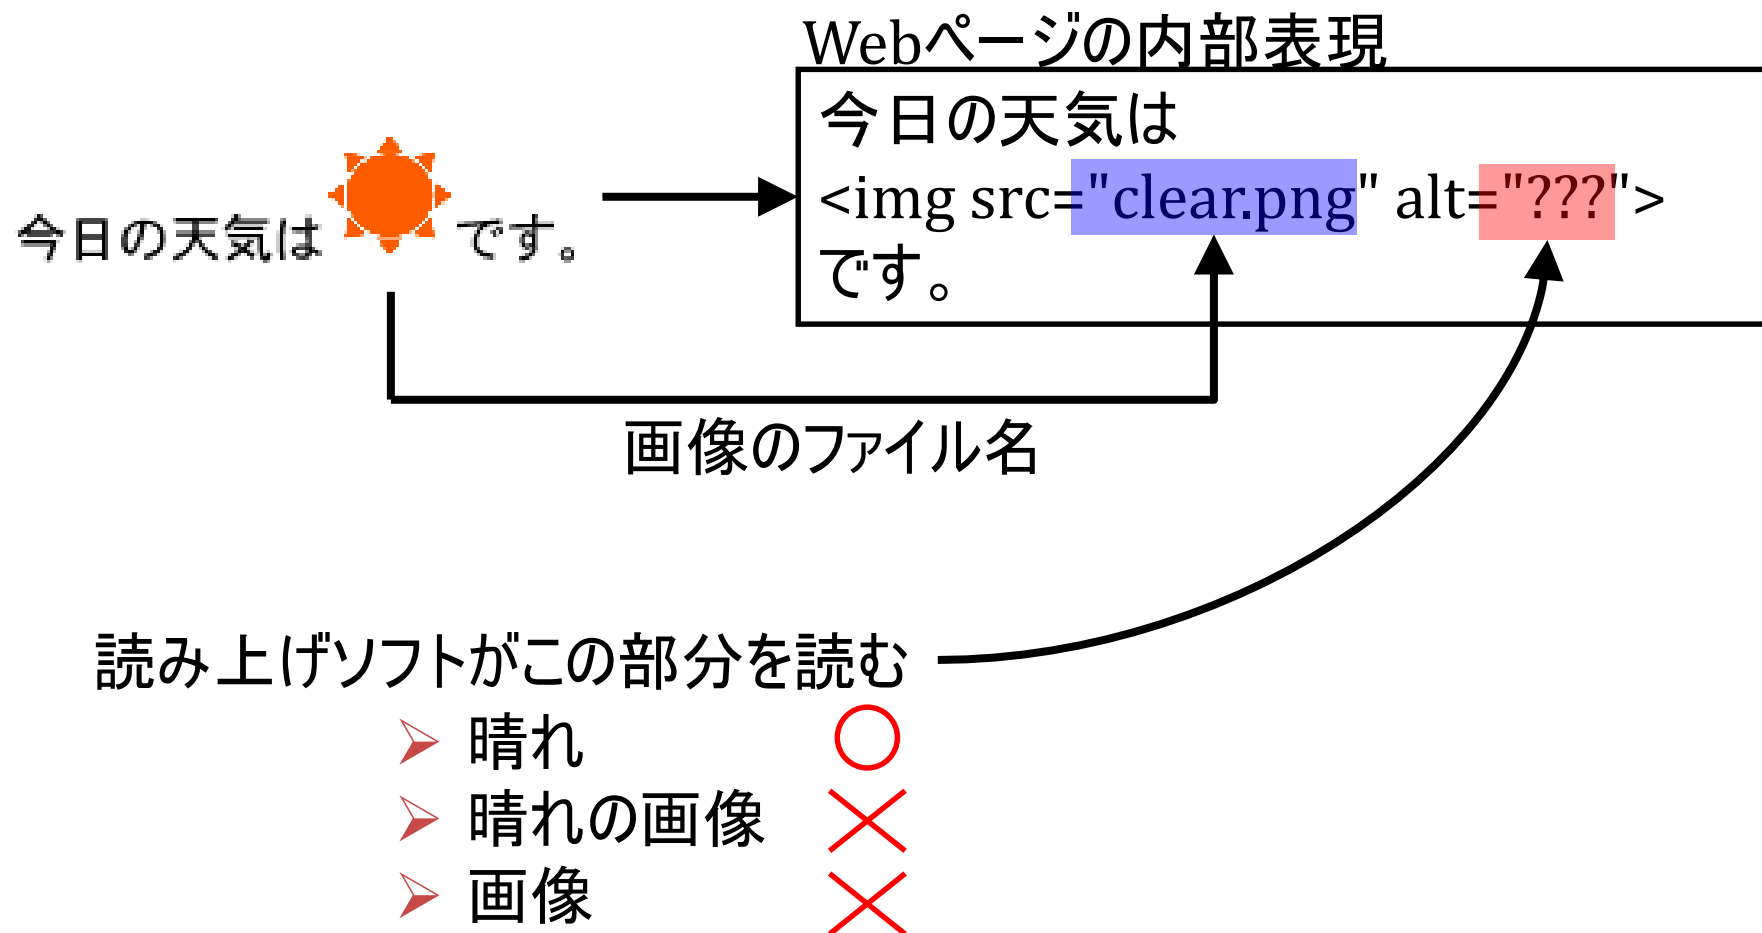 Webページの内部表現
今日の天気は
<img src="clear.png" alt="???">
です。
今日の天気は です。
画像のファイル名
読み上げソフトがこの部分を読む
晴れ
晴れの画像
画像